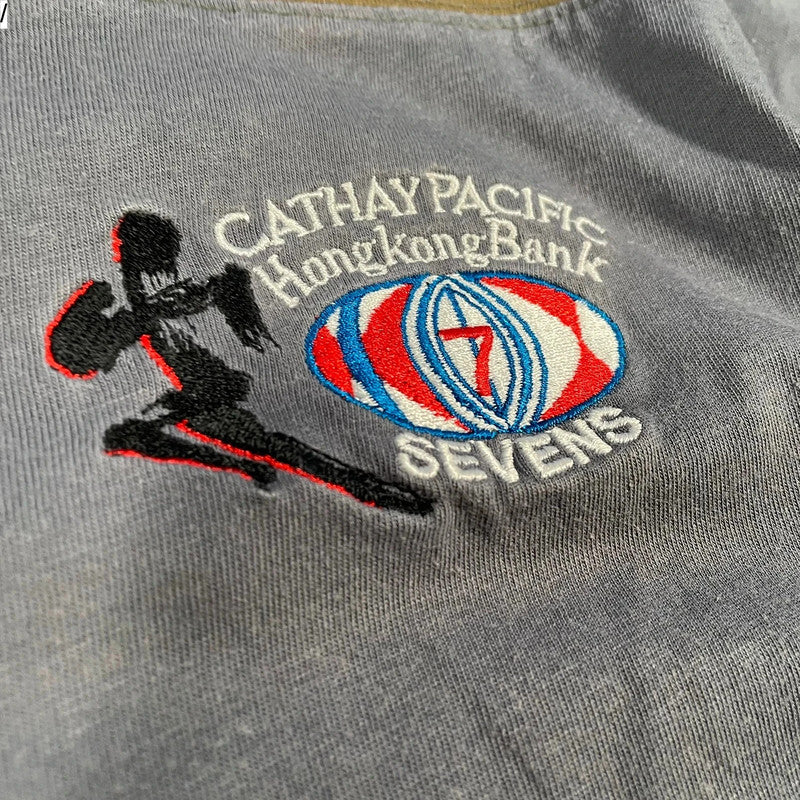 CATHAY PACIFIC
HongkongBank
7
SEVENS